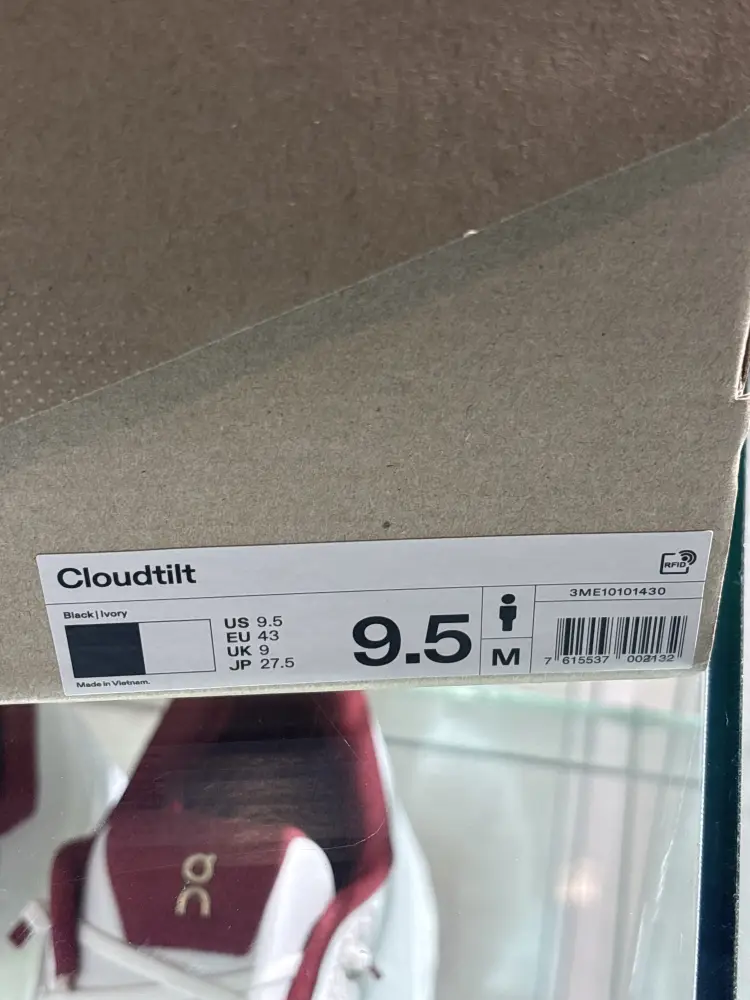 Cloudtilt
RFID
Black | Ivory
US 9.5
EU 43
UK 9
JP 27.5
9.5
M
3ME10101430
7 615537 002132
Made in Vietnam.